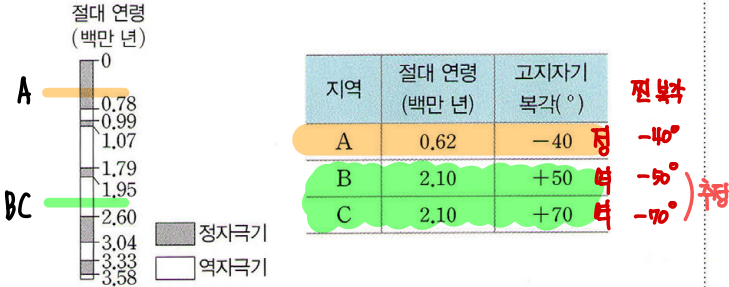 절대 연령
(백만 년)
A
BC
0
0.78
0.99
1.07
1.79
1.95
2.60
3.04
3.33
3.58
정자극기
역자극기
지역 절대 연령 (백만 년) 고지자기 복각(°)
A 0.62 -40 정
B 2.10 +50 역
C 2.10 +70 역
찐 복각
-40°
-50°
-70°